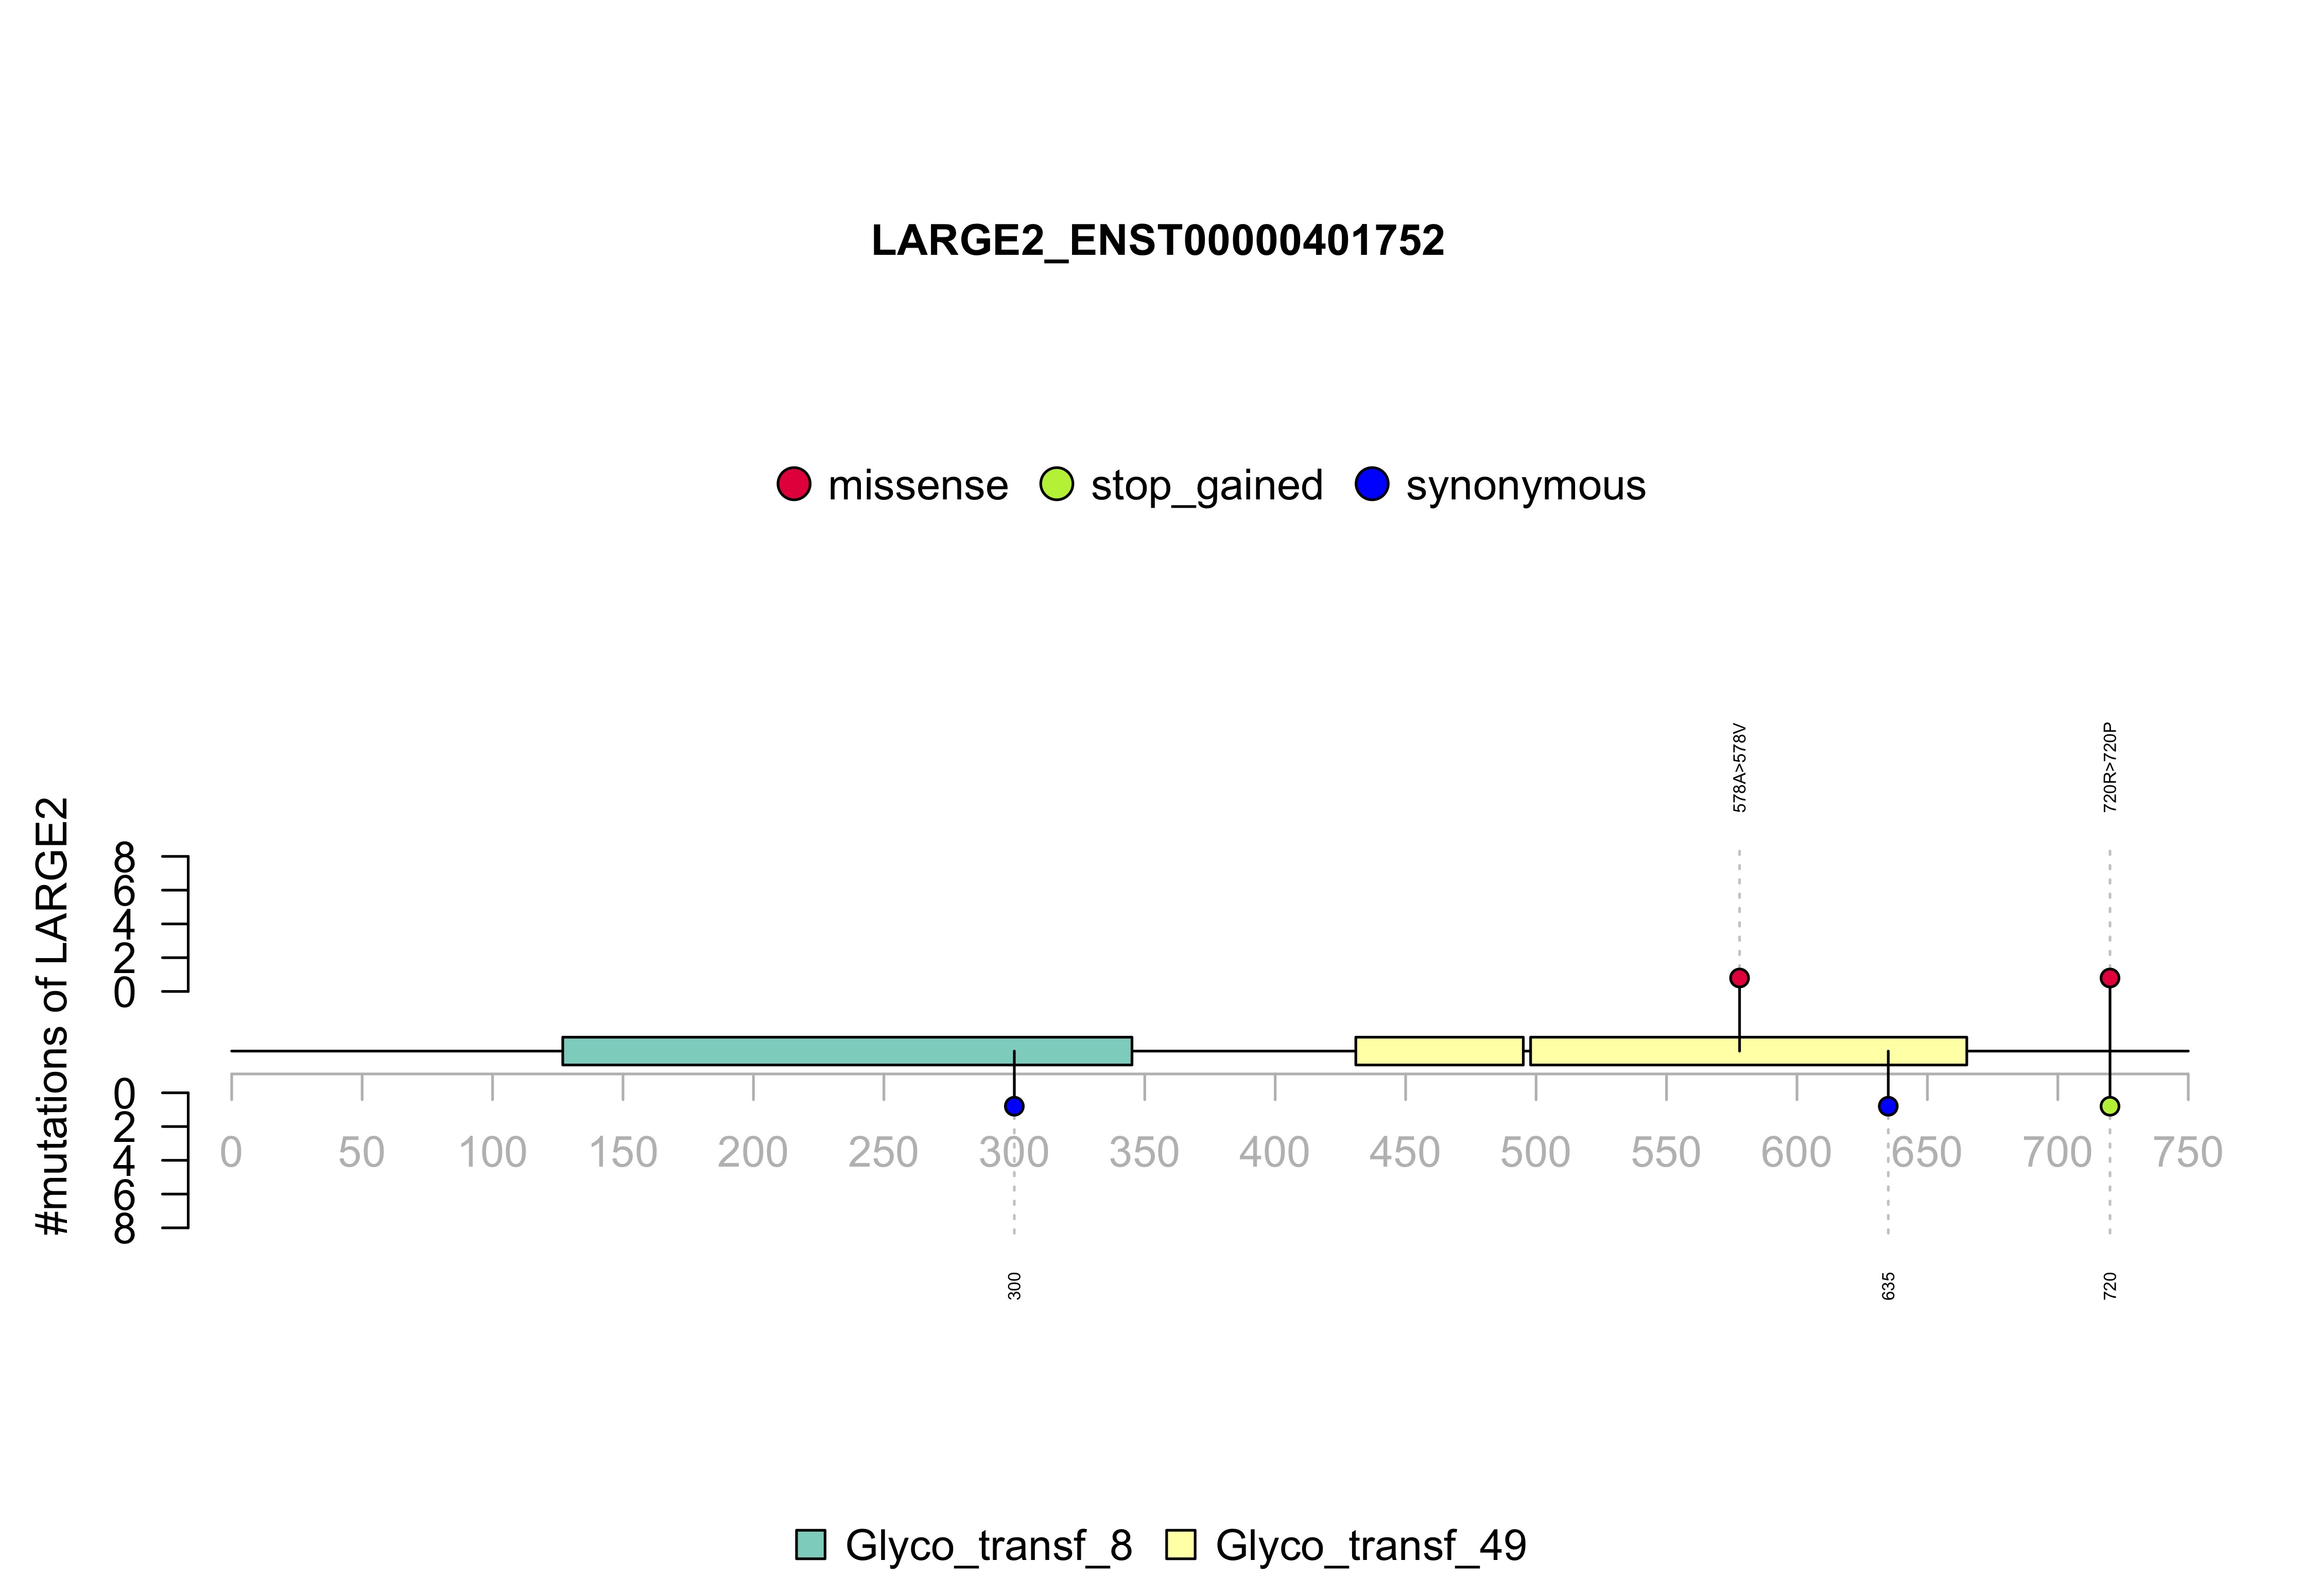 LARGE2_ENST00000401752
missense stop_gained synonymous
578A>578V 720R>720P
#mutations of LARGE2
8
6
4
2
0
0
2
4
6
8
0 50 100 150 200 250 300 350 400 450 500 550 600 650 700 750
300 635 720
Glyco_transf_8 Glyco_transf_49